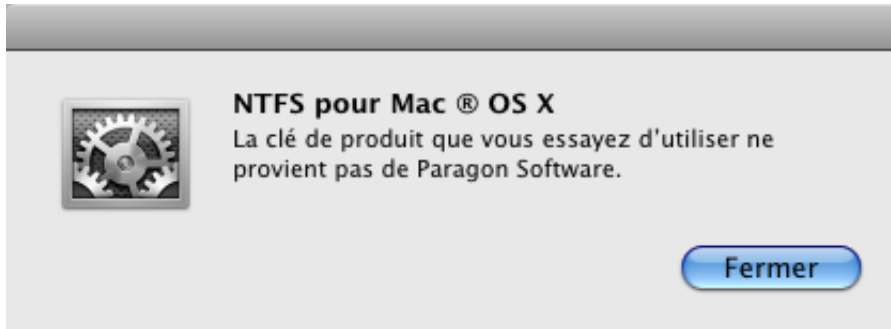 NTFS pour Mac ® OS X
La clé de produit que vous essayez d'utiliser ne
provient pas de Paragon Software.
Fermer